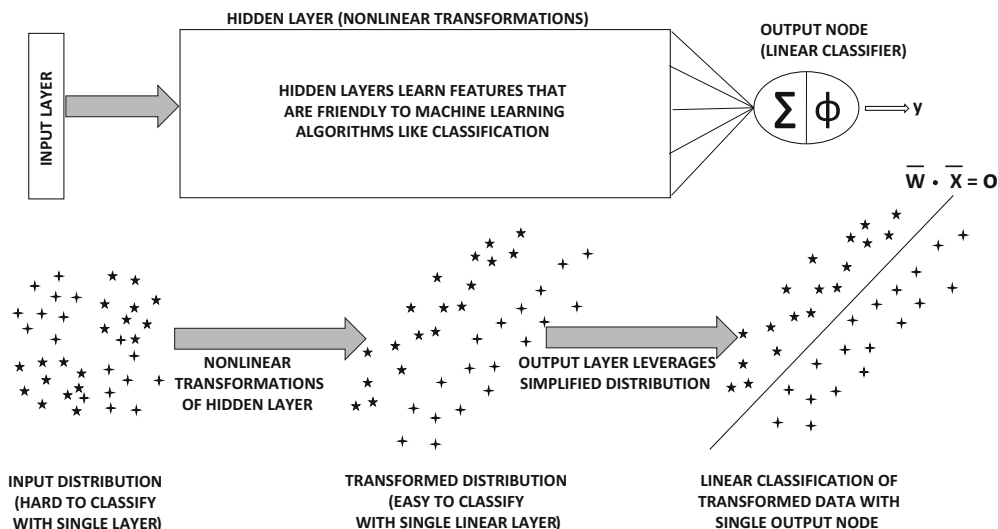 HIDDEN LAYER (NONLINEAR TRANSFORMATIONS)
INPUT LAYER
HIDDEN LAYERS LEARN FEATURES THAT
ARE FRIENDLY TO MACHINE LEARNING
ALGORITHMS LIKE CLASSIFICATION
OUTPUT NODE
(LINEAR CLASSIFIER)
Σ ϕ
y
W̅ · X̅ = 0
NONLINEAR
TRANSFORMATIONS
OF HIDDEN LAYER
OUTPUT LAYER LEVERAGES
SIMPLIFIED DISTRIBUTION
INPUT DISTRIBUTION
(HARD TO CLASSIFY
WITH SINGLE LAYER)
TRANSFORMED DISTRIBUTION
(EASY TO CLASSIFY
WITH SINGLE LINEAR LAYER)
LINEAR CLASSIFICATION OF
TRANSFORMED DATA WITH
SINGLE OUTPUT NODE